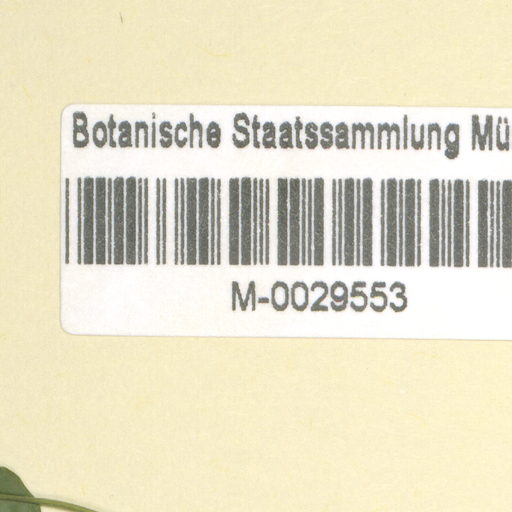 Botanische Staatssammlung Mü
M-0029553